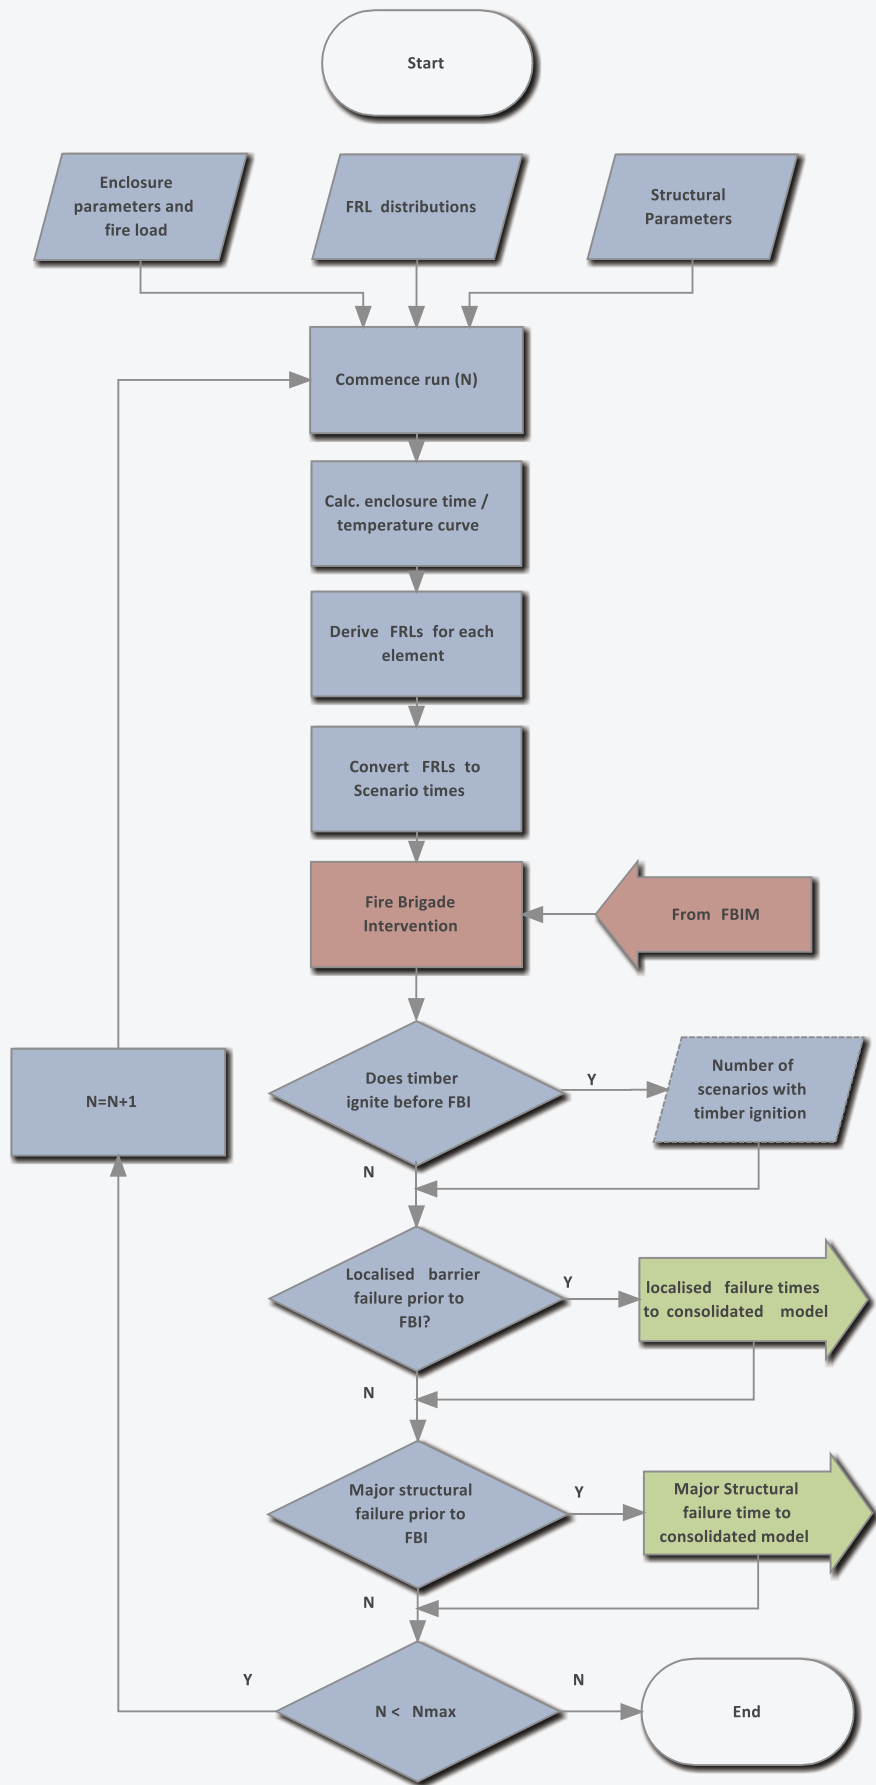 Start
Enclosure
parameters and
fire load
FRL distributions
Structural
Parameters
Commence run (N)
Calc. enclosure time /
temperature curve
Derive FRLs for each
element
Convert FRLs to
Scenario times
Fire Brigade
Intervention
From FBIM
Does timber
ignite before FBI
Y
Number of
scenarios with
timber ignition
N=N+1
N
Localised barrier
failure prior to
FBI?
Y
localised failure times
to consolidated model
N
Major structural
failure prior to
FBI
Y
Major Structural
failure time to
consolidated model
N
Y
N < Nmax
N
End